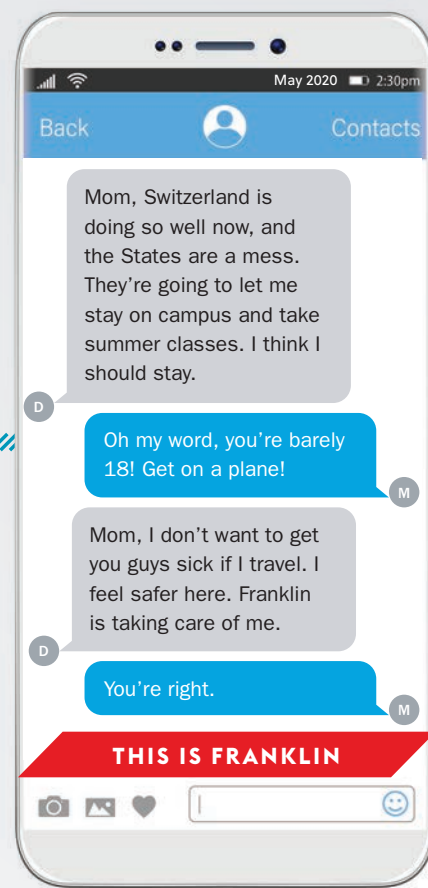 May 2020 2:30pm
Back Contacts
Mom, Switzerland is
doing so well now, and
the States are a mess.
They’re going to let me
stay on campus and take
summer classes. I think I
should stay.
D
Oh my word, you’re barely
18! Get on a plane!
M
Mom, I don’t want to get
you guys sick if I travel. I
feel safer here. Franklin
is taking care of me.
D
You’re right.
M
THIS IS FRANKLIN